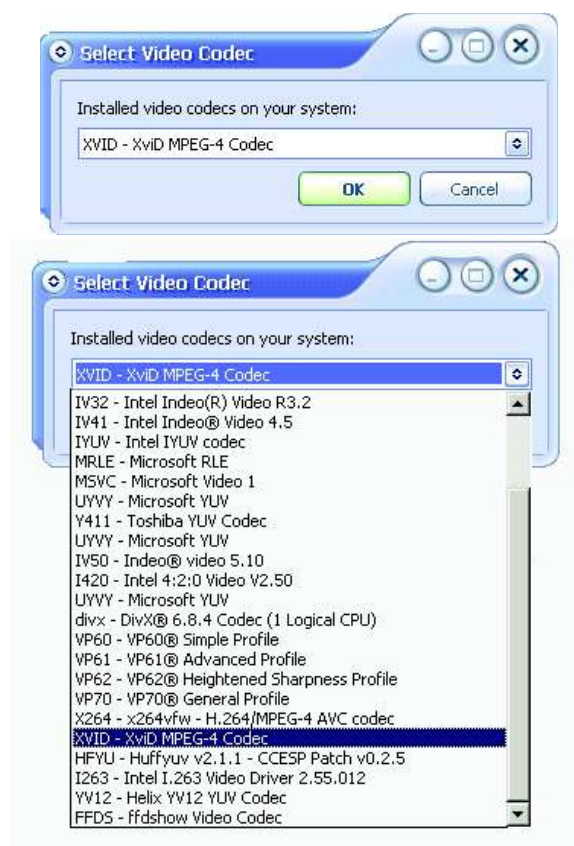 Select Video Codec
Installed video codecs on your system:
XVID - XviD MPEG-4 Codec
OK
Cancel
Select Video Codec
Installed video codecs on your system:
XVID - XviD MPEG-4 Codec
IV32 - Intel Indeo(R) Video R3.2
IV41 - Intel Indeo® Video 4.5
IYUV - Intel IYUV codec
MRLE - Microsoft RLE
MSVC - Microsoft Video 1
UYVY - Microsoft YUV
Y411 - Toshiba YUV Codec
UYVY - Microsoft YUV
IV50 - Indeo® video 5.10
I420 - Intel 4:2:0 Video V2.50
UYVY - Microsoft YUV
divx - DivX® 6.8.4 Codec (1 Logical CPU)
VP60 - VP60® Simple Profile
VP61 - VP61® Advanced Profile
VP62 - VP62® Heightened Sharpness Profile
VP70 - VP70® General Profile
X264 - x264vfw - H.264/MPEG-4 AVC codec
XVID - XviD MPEG-4 Codec
HFYU - Huffyuv v2.1.1 - CCESP Patch v0.2.5
I263 - Intel I.263 Video Driver 2.55.012
YV12 - Helix YV12 YUV Codec
FFDS - ffdshow Video Codec